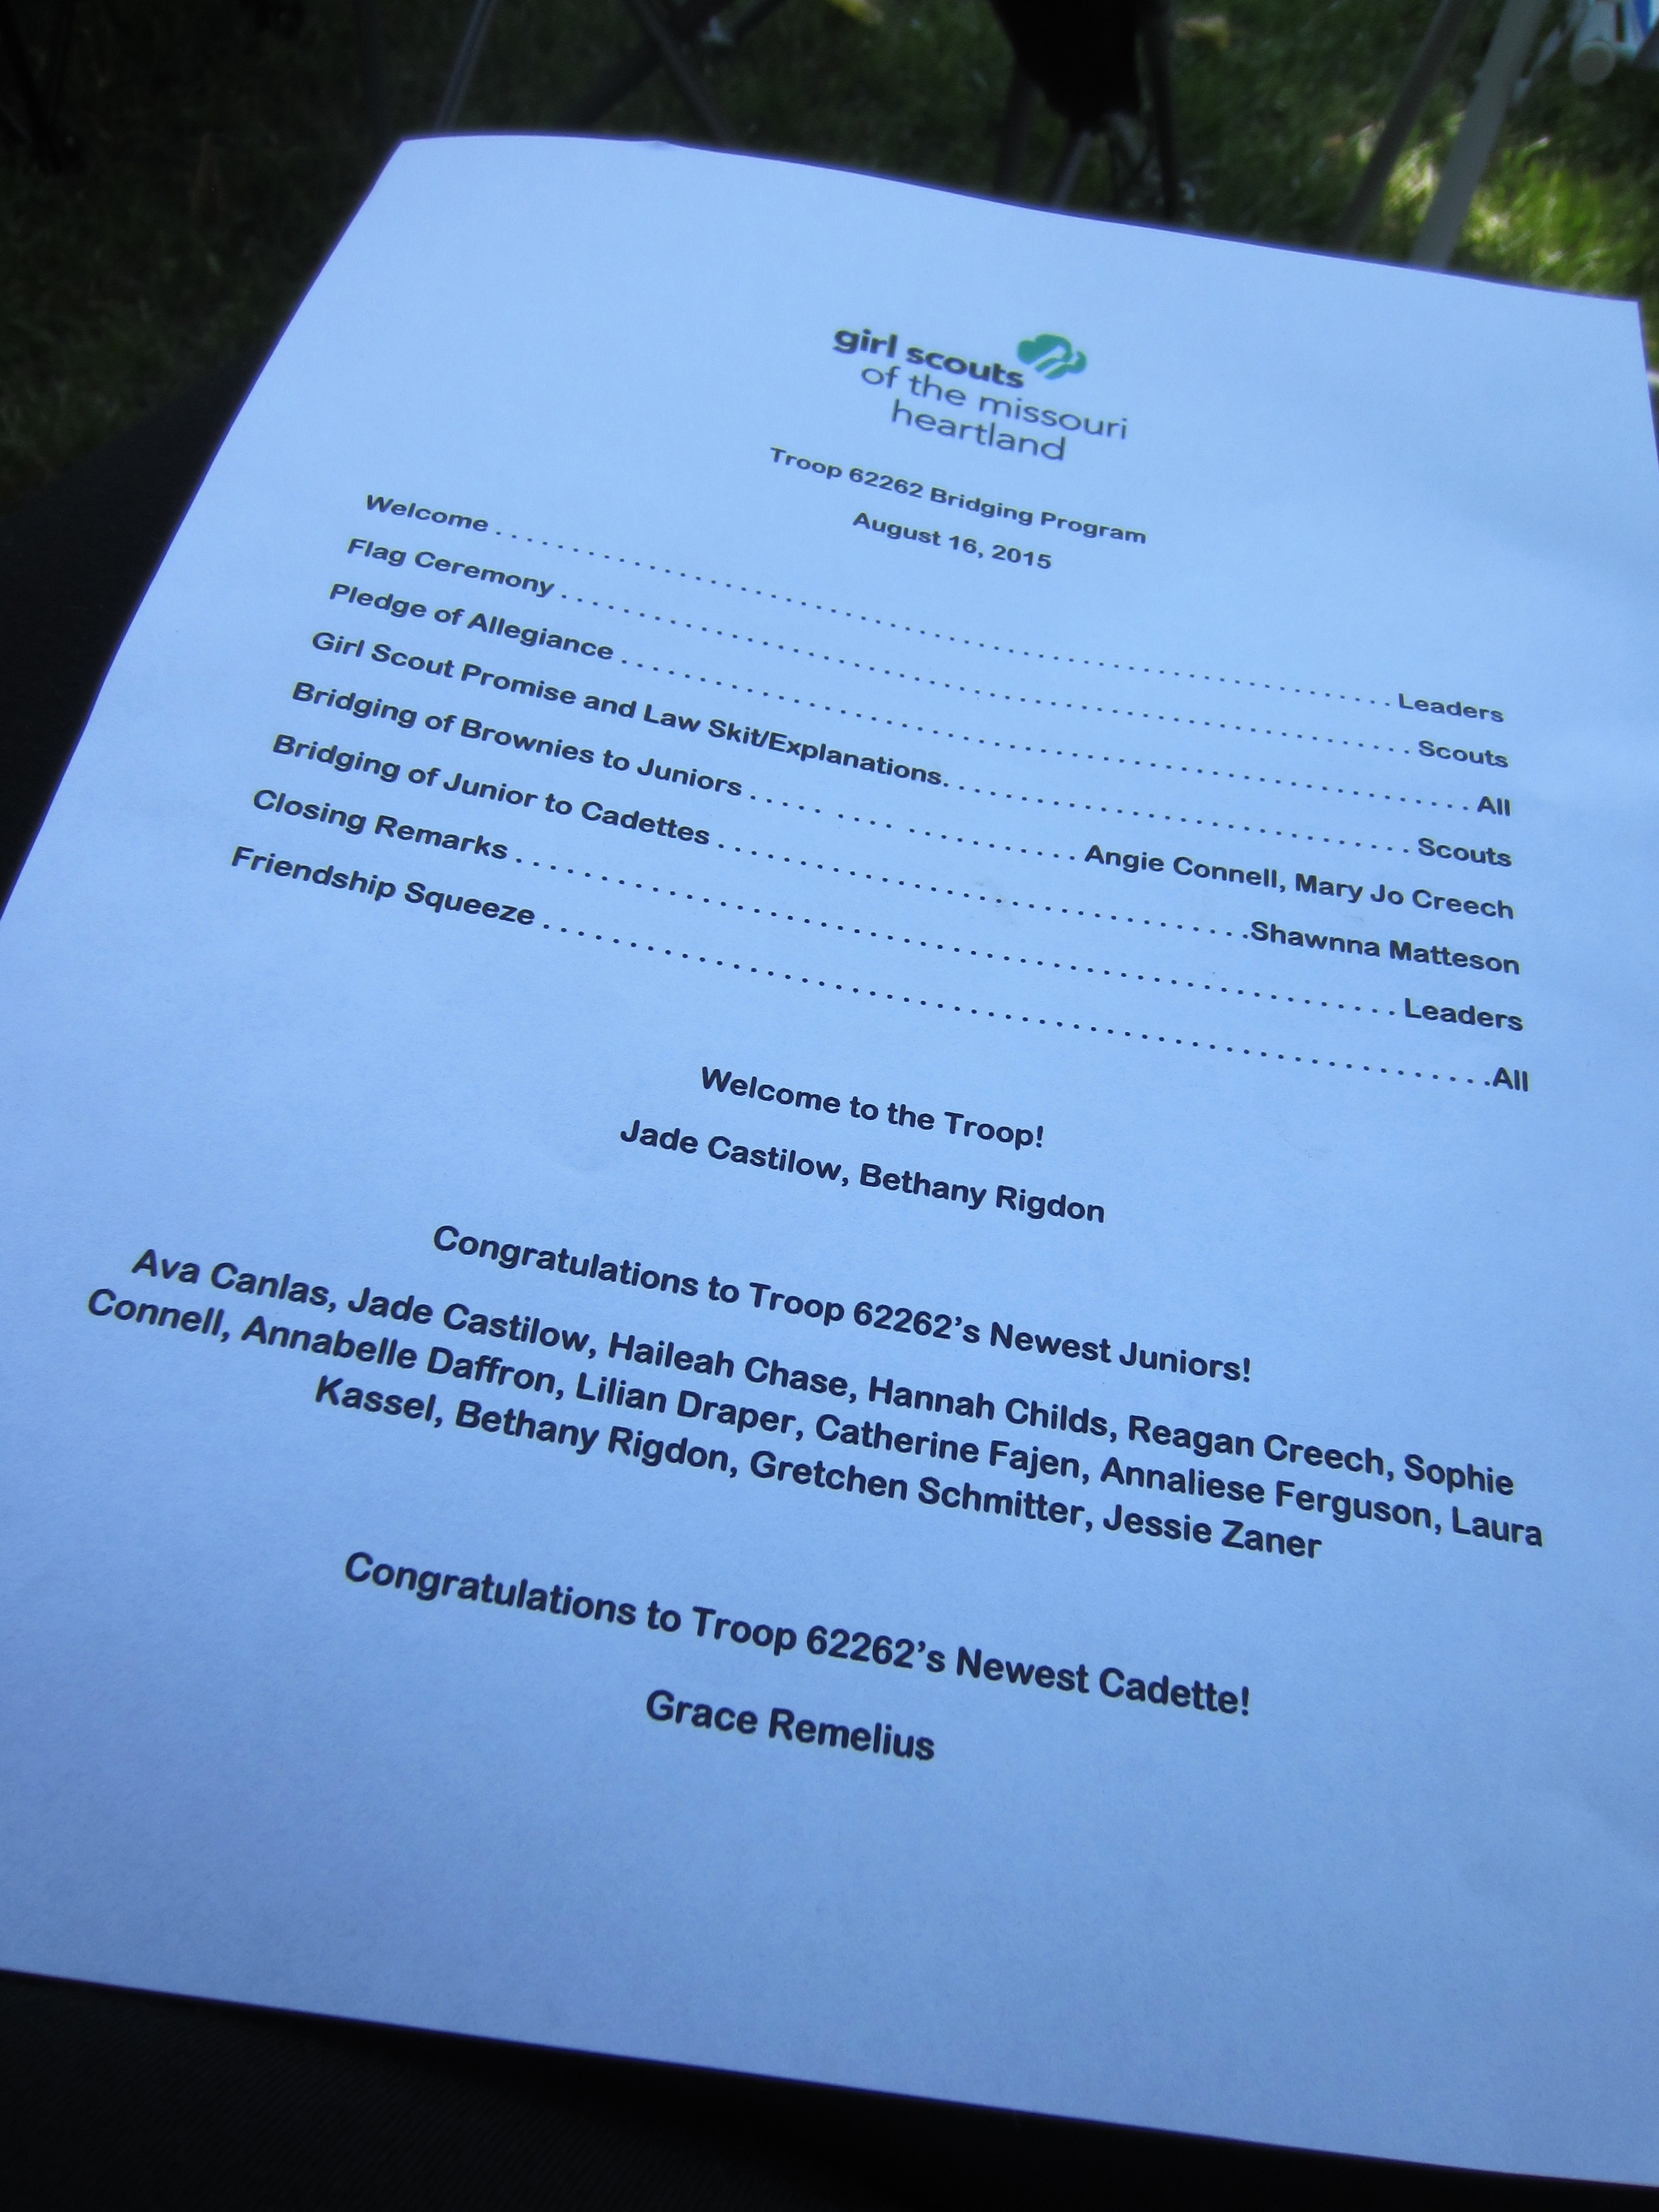 girl scouts
of the missouri
heartland
Troop 62262 Bridging Program
August 16, 2015
Welcome . . . . . . . . . . . . . . . . . . . . . . . . . . . . . . . . . . . . . . . . Leaders
Flag Ceremony . . . . . . . . . . . . . . . . . . . . . . . . . . . . . . . . . . . . . . . . Scouts
Pledge of Allegiance . . . . . . . . . . . . . . . . . . . . . . . . . . . . . . . . . . . . . . . . All
Girl Scout Promise and Law Skit/Explanations. . . . . . . . . . . . . . . . . . . . . . . . . Scouts
Bridging of Brownies to Juniors . . . . . . . . . . . . . . . . . . . Angie Connell, Mary Jo Creech
Bridging of Junior to Cadettes . . . . . . . . . . . . . . . . . . . . . . . . . . . . .Shawnna Matteson
Closing Remarks . . . . . . . . . . . . . . . . . . . . . . . . . . . . . . . . . . . . . . . . Leaders
Friendship Squeeze . . . . . . . . . . . . . . . . . . . . . . . . . . . . . . . . . . . . . . . .All
Welcome to the Troop!
Jade Castilow, Bethany Rigdon
Congratulations to Troop 62262's Newest Juniors!
Ava Canlas, Jade Castilow, Haileah Chase, Hannah Childs, Reagan Creech, Sophie
Connell, Annabelle Daffron, Lilian Draper, Catherine Fajen, Annaliese Ferguson, Laura
Kassel, Bethany Rigdon, Gretchen Schmitter, Jessie Zaner
Congratulations to Troop 62262's Newest Cadette!
Grace Remelius